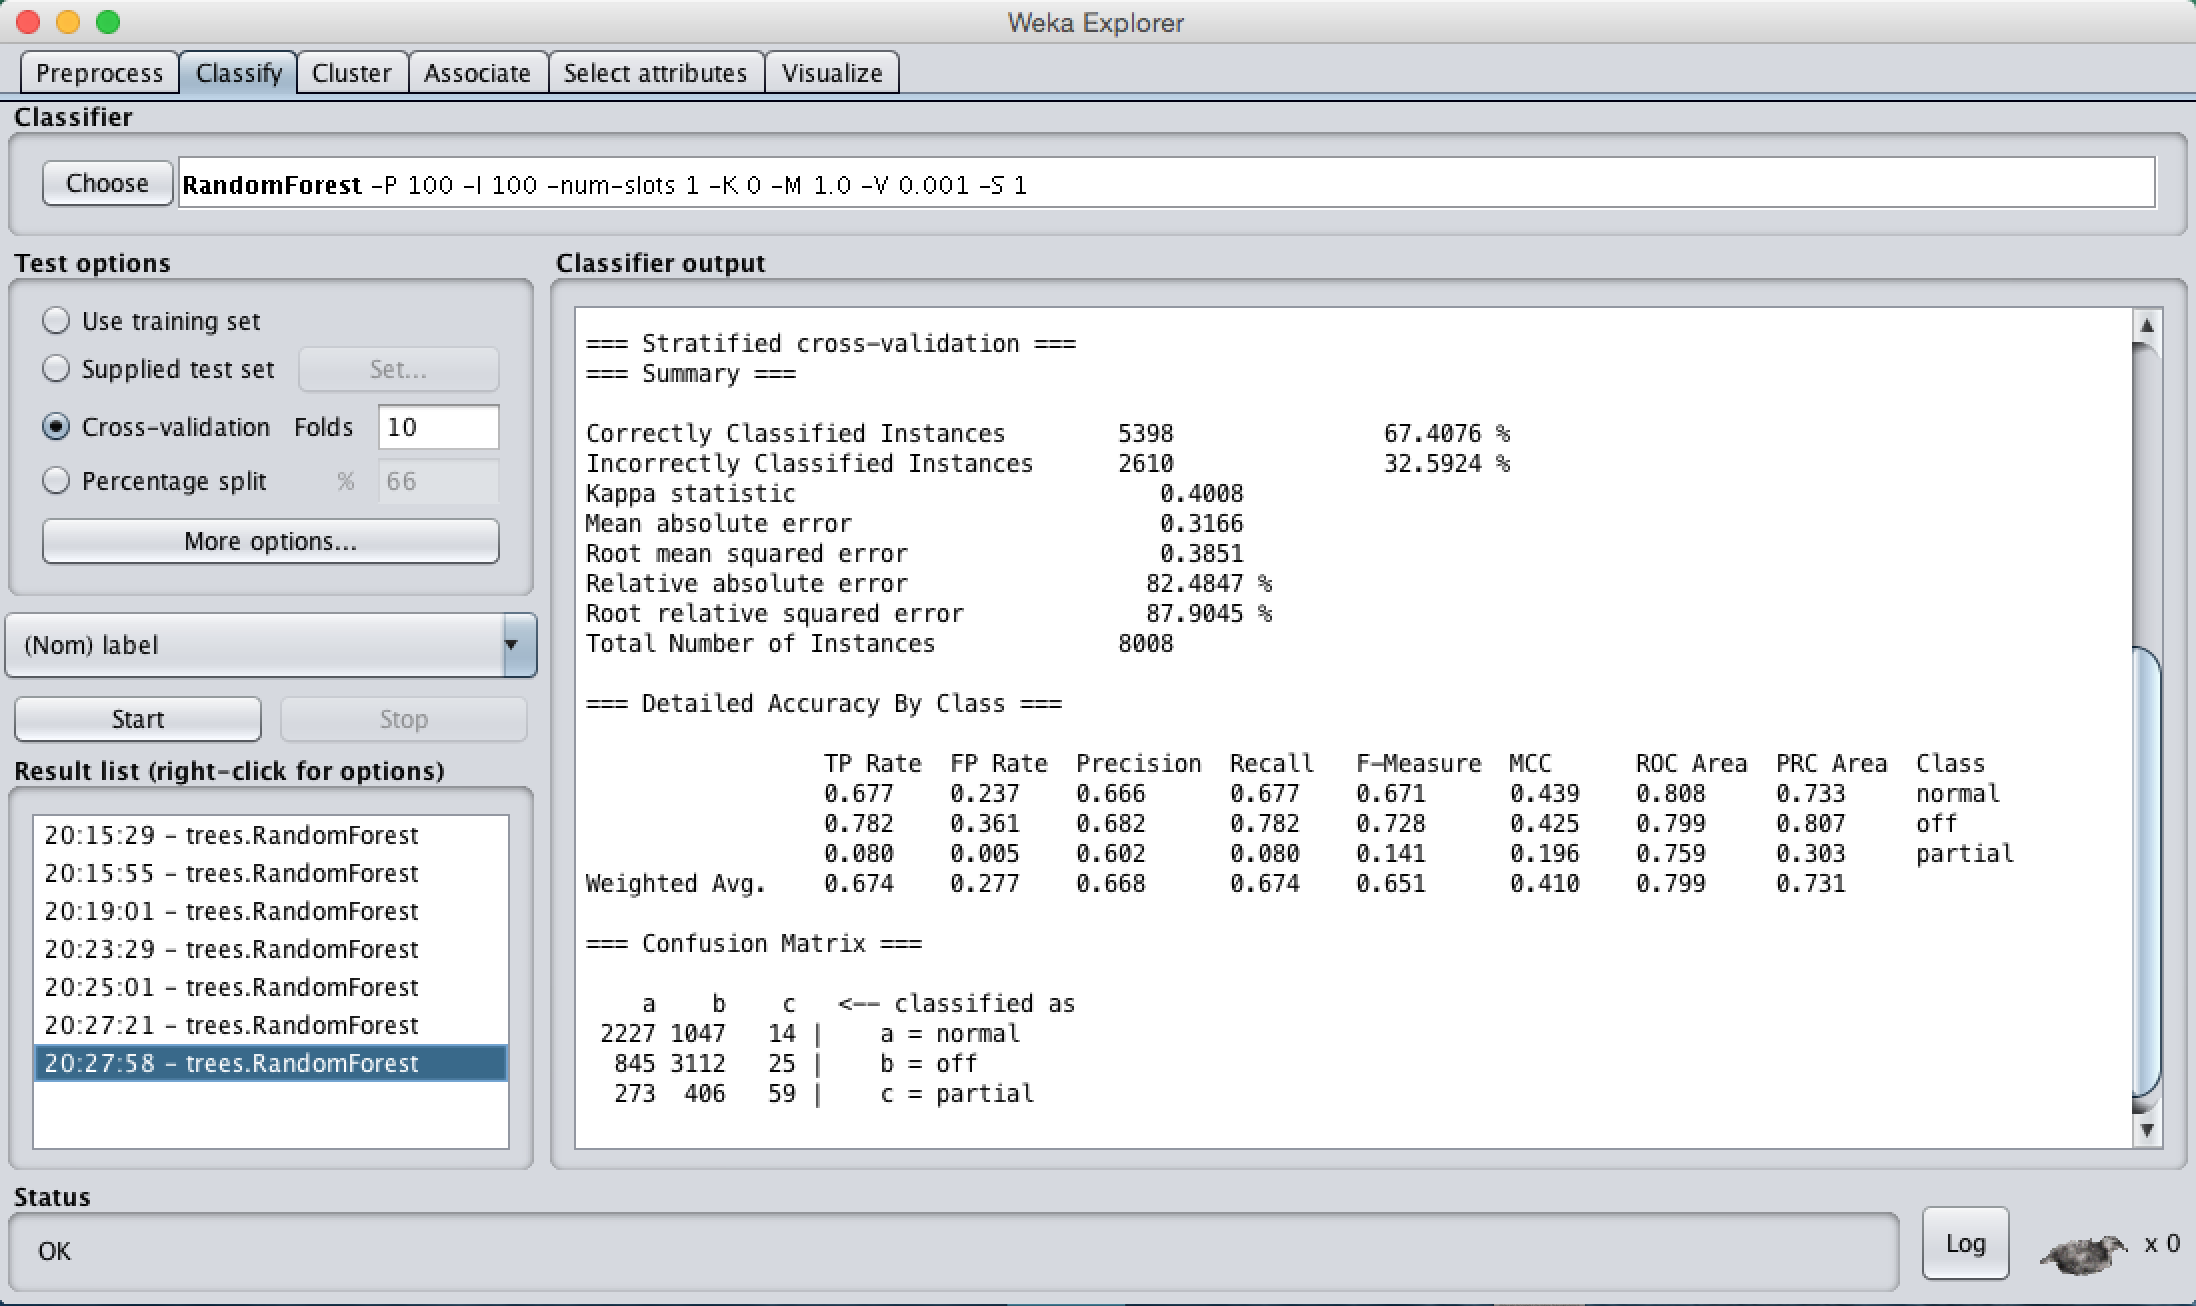 Weka Explorer
Preprocess Classify Cluster Associate Select attributes Visualize
Classifier
Choose RandomForest -P 100 -I 100 -num-slots 1 -K 0 -M 1.0 -V 0.001 -S 1
Test options
Use training set
Supplied test set Set...
Cross-validation Folds 10
Percentage split % 66
More options...
(Nom) label
Start Stop
Result list (right-click for options)
20:15:29 - trees.RandomForest
20:15:55 - trees.RandomForest
20:19:01 - trees.RandomForest
20:23:29 - trees.RandomForest
20:25:01 - trees.RandomForest
20:27:21 - trees.RandomForest
20:27:58 - trees.RandomForest
Classifier output
=== Stratified cross-validation ===
=== Summary ===
Correctly Classified Instances 5398 67.4076 %
Incorrectly Classified Instances 2610 32.5924 %
Kappa statistic 0.4008
Mean absolute error 0.3166
Root mean squared error 0.3851
Relative absolute error 82.4847 %
Root relative squared error 87.9045 %
Total Number of Instances 8008
=== Detailed Accuracy By Class ===
TP Rate FP Rate Precision Recall F-Measure MCC ROC Area PRC Area Class
0.677 0.237 0.666 0.677 0.671 0.439 0.808 0.733 normal
0.782 0.361 0.682 0.782 0.728 0.425 0.799 0.807 off
0.080 0.005 0.602 0.080 0.141 0.196 0.759 0.303 partial
Weighted Avg. 0.674 0.277 0.668 0.674 0.651 0.410 0.799 0.731
=== Confusion Matrix ===
a b c <-- classified as
2227 1047 14 | a = normal
845 3112 25 | b = off
273 406 59 | c = partial
Status
OK
Log x 0